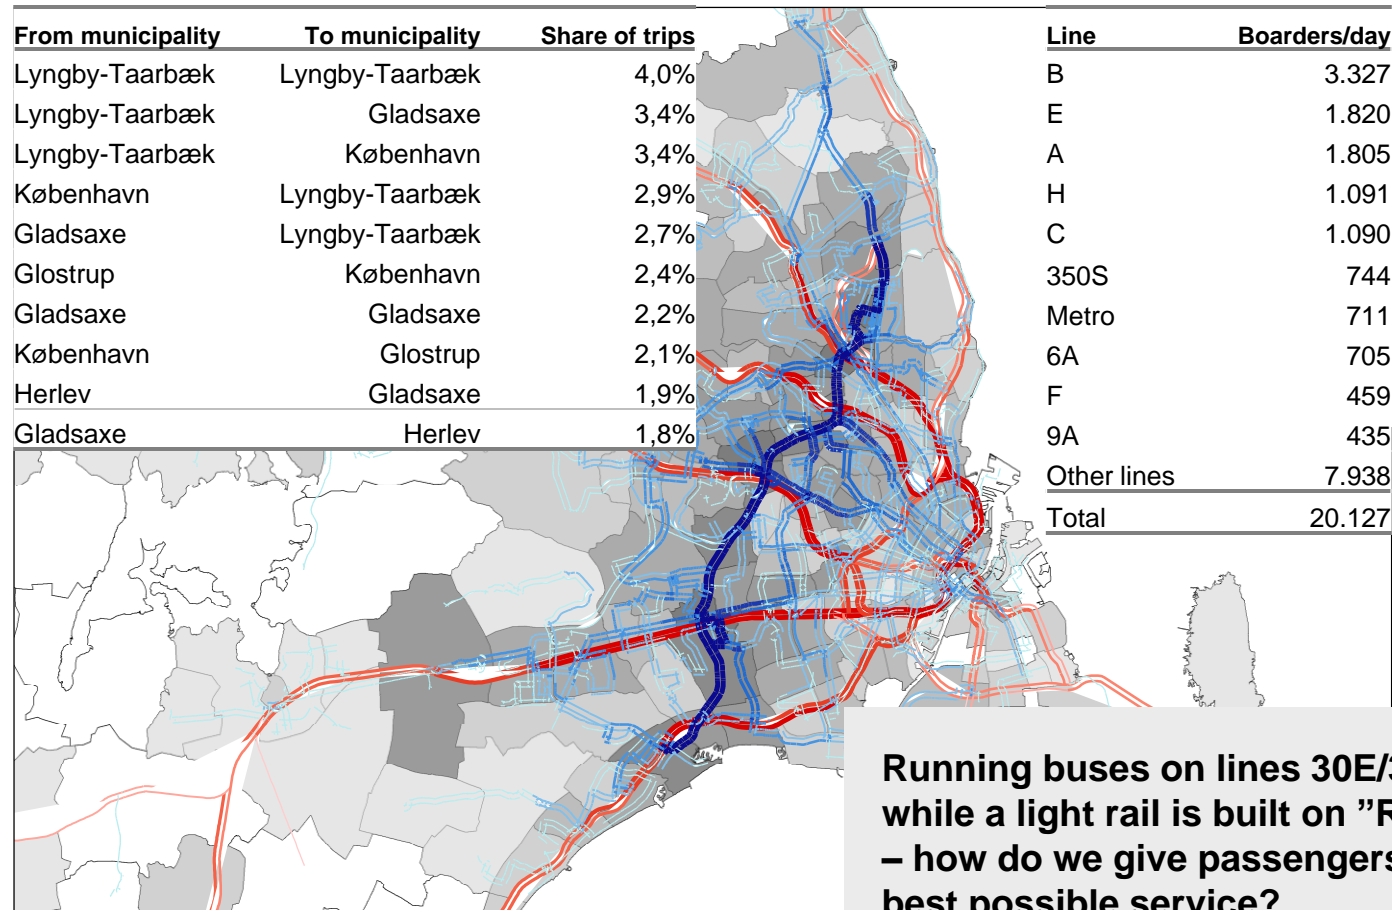 From municipality To municipality Share of trips
Lyngby-Taarbæk Lyngby-Taarbæk 4,0%
Lyngby-Taarbæk Gladsaxe 3,4%
Lyngby-Taarbæk København 3,4%
København Lyngby-Taarbæk 2,9%
Gladsaxe Lyngby-Taarbæk 2,7%
Glostrup København 2,4%
Gladsaxe Gladsaxe 2,2%
København Glostrup 2,1%
Herlev Gladsaxe 1,9%
Gladsaxe Herlev 1,8%
Line Boarders/day
B 3.327
E 1.820
A 1.805
H 1.091
C 1.090
350S 744
Metro 711
6A 705
F 459
9A 435
Other lines 7.938
Total 20.127
Running buses on lines 30E/3
while a light rail is built on ”R
– how do we give passengers
best possible service?